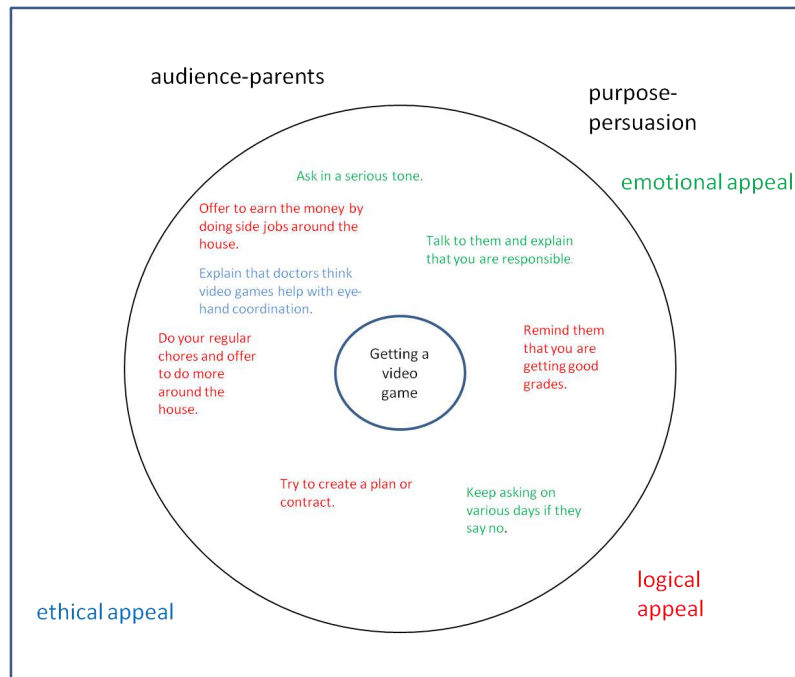 audience-parents
purpose-
persuasion
emotional appeal
Ask in a serious tone.
Offer to earn the money by
doing side jobs around the
house.
Talk to them and explain
that you are responsible.
Explain that doctors think
video games help with eye-
hand coordination.
Do your regular
chores and offer
to do more
around the
house.
Getting a
video
game
Remind them
that you are
getting good
grades.
Try to create a plan or
contract.
Keep asking on
various days if they
say no.
logical
appeal
ethical appeal